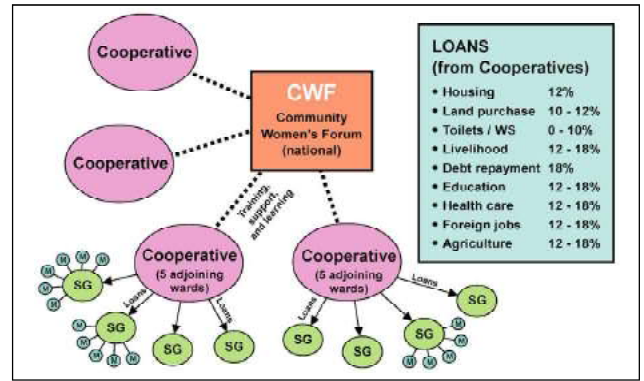 Cooperative
CWF
Community
Women's Forum
(national)
Cooperative
Training,
support,
and learning
Cooperative
(5 adjoining
wards)
Cooperative
(5 adjoining
wards)
M
M
M
M
M
SG
Loans
SG
M
M
M
M
M
SG
Loans
SG
Loans
SG
SG
SG
M
M
M
M
M
Loans
SG
LOANS
(from Cooperatives)
• Housing 12%
• Land purchase 10 - 12%
• Toilets / WS 0 - 10%
• Livelihood 12 - 18%
• Debt repayment 18%
• Education 12 - 18%
• Health care 12 - 18%
• Foreign jobs 12 - 18%
• Agriculture 12 - 18%